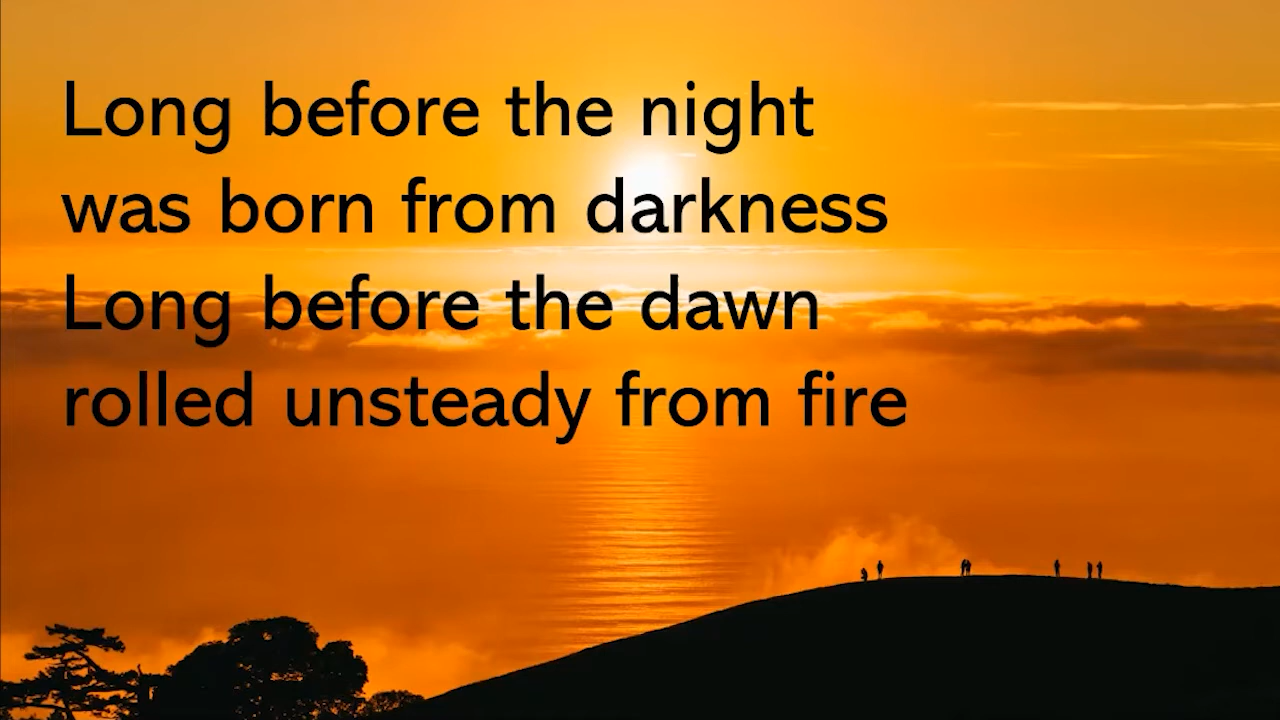 Long before the night
was born from darkness
Long before the dawn
rolled unsteady from fire